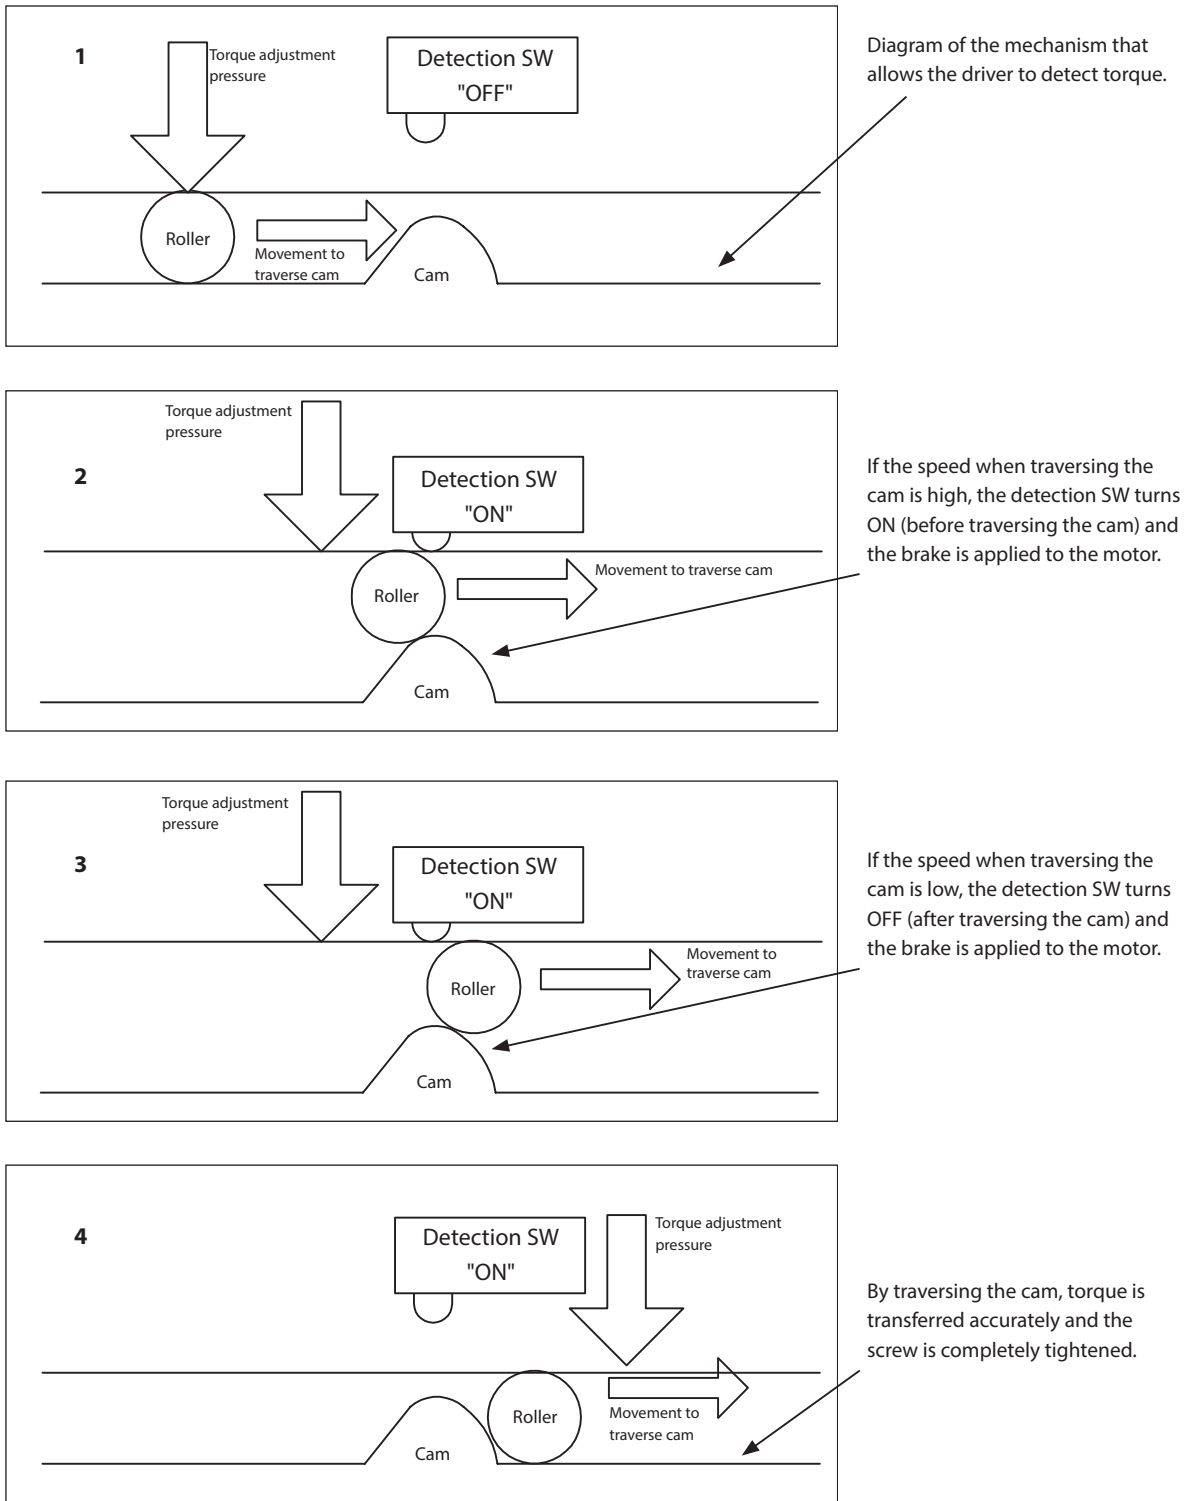 1
Torque adjustment
pressure
Detection SW
"OFF"
Roller
Movement to
traverse cam
Cam
Diagram of the mechanism that
allows the driver to detect torque.
2
Torque adjustment
pressure
Detection SW
"ON"
Roller
Movement to traverse cam
Cam
If the speed when traversing the
cam is high, the detection SW turns
ON (before traversing the cam) and
the brake is applied to the motor.
3
Torque adjustment
pressure
Detection SW
"ON"
Roller
Movement to
traverse cam
Cam
If the speed when traversing the
cam is low, the detection SW turns
OFF (after traversing the cam) and
the brake is applied to the motor.
4
Detection SW
"ON"
Torque adjustment
pressure
Roller
Movement to
traverse cam
Cam
By traversing the cam, torque is
transferred accurately and the
screw is completely tightened.